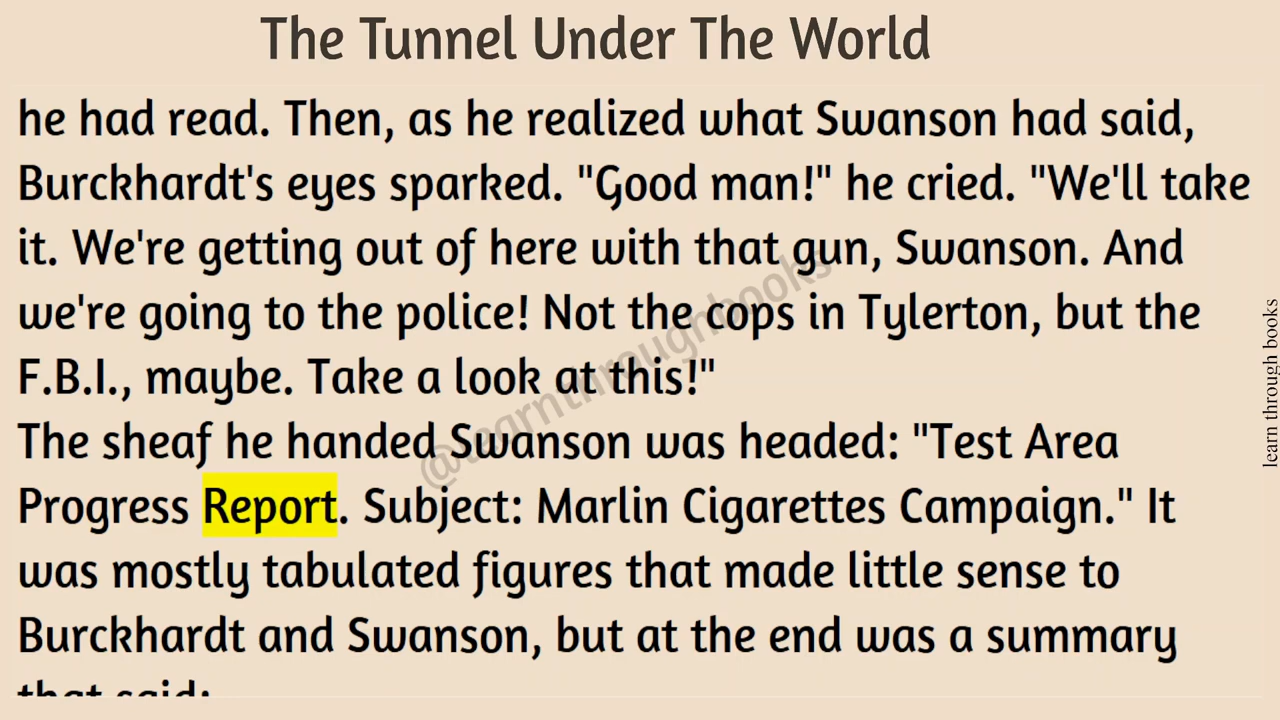 The Tunnel Under The World
he had read. Then, as he realized what Swanson had said,
Burckhardt's eyes sparked. "Good man!" he cried. "We'll take
it. We're getting out of here with that gun, Swanson. And
we're going to the police! Not the cops in Tylerton, but the
F.B.I., maybe. Take a look at this!"
The sheaf he handed Swanson was headed: "Test Area
Progress Report. Subject: Marlin Cigarettes Campaign." It
was mostly tabulated figures that made little sense to
Burckhardt and Swanson, but at the end was a summary
that said:
@learnthroughbooks
learn through books